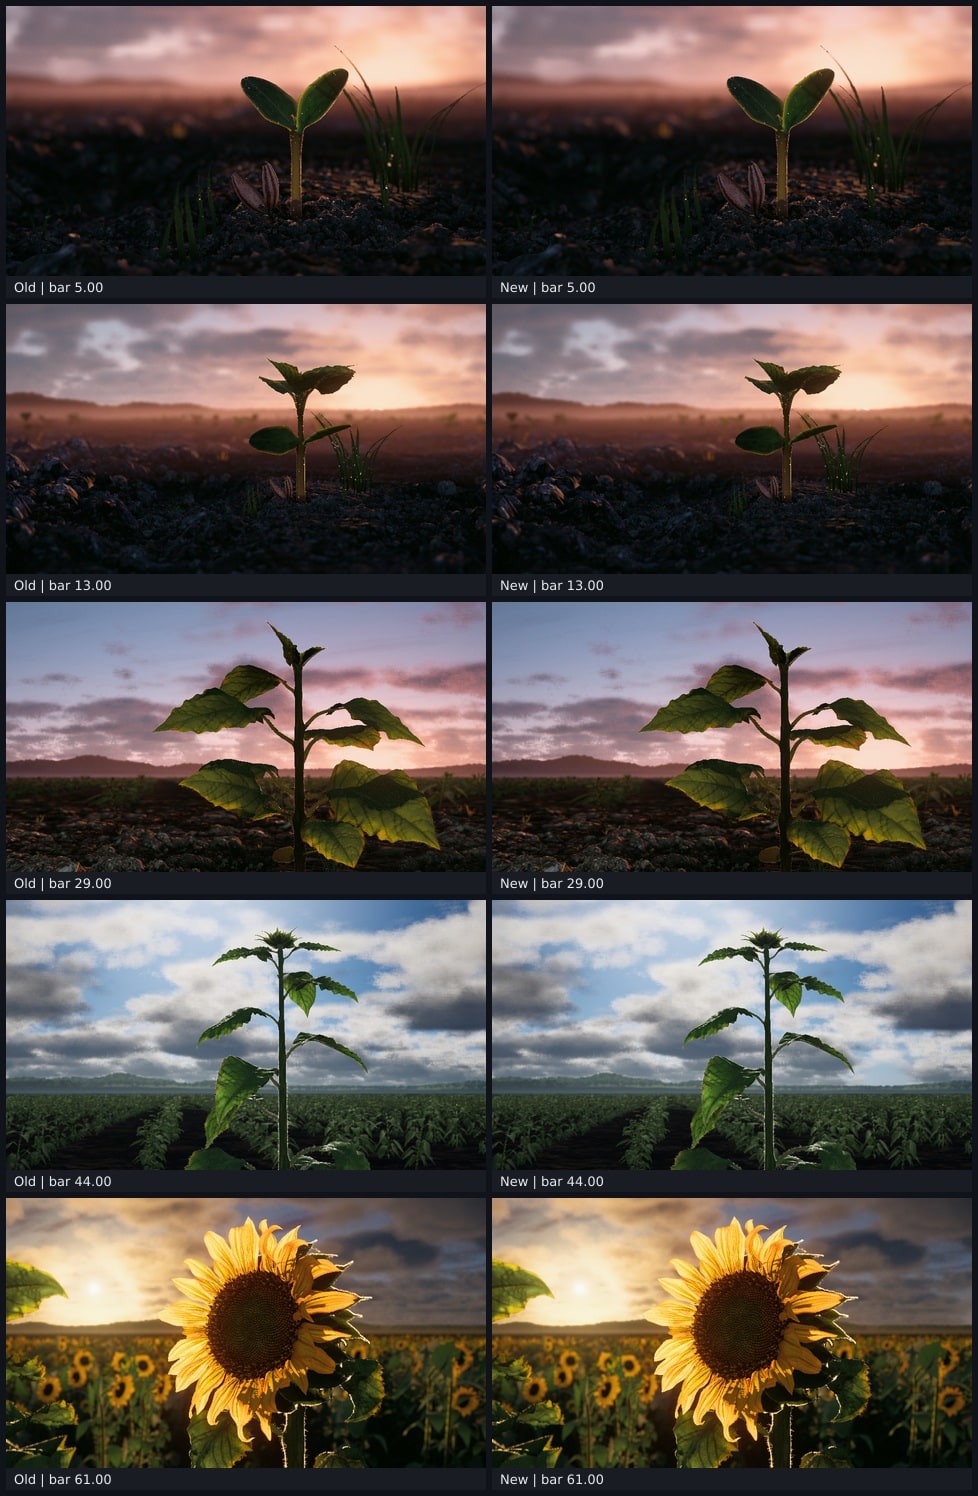 Old | bar 5.00
New | bar 5.00
Old | bar 13.00
New | bar 13.00
Old | bar 29.00
New | bar 29.00
Old | bar 44.00
New | bar 44.00
Old | bar 61.00
New | bar 61.00